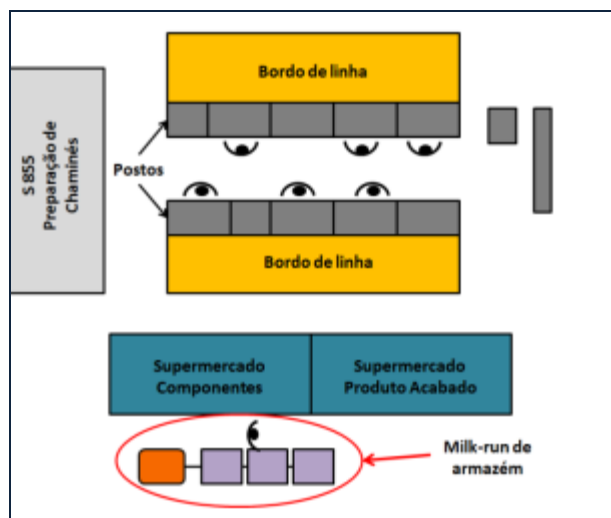 Bordo de linha
S 855
Preparação de
Chaminés
Postos
Bordo de linha
Supermercado
Componentes
Supermercado
Produto Acabado
Milk-run de
armazém